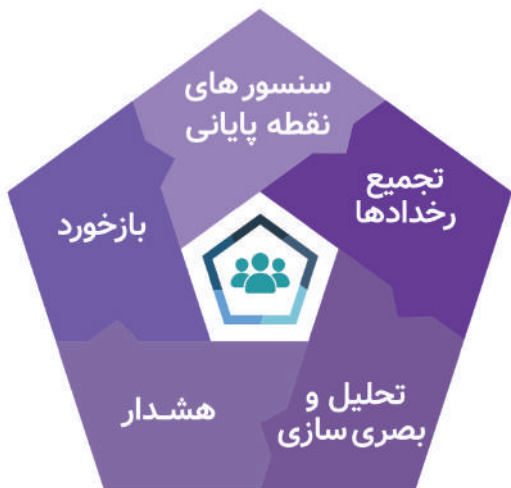 سنسور های
نقطه پایانی
تجمیع
رخدادها
تحلیل و
بصری سازی
هشدار
بازخورد